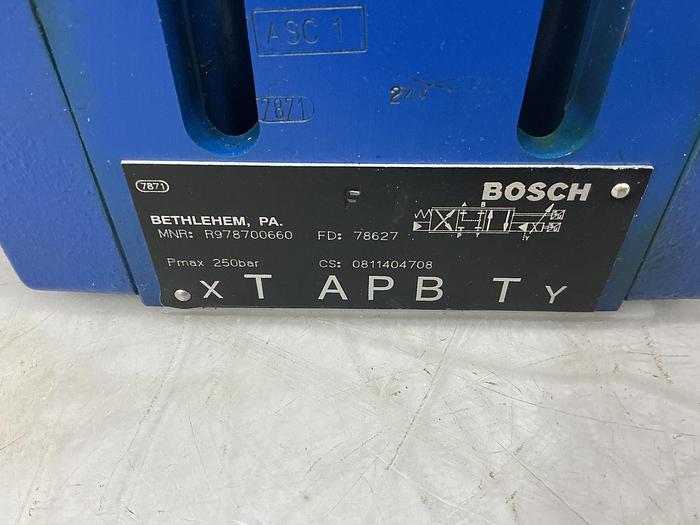 ASC 1
7871
7871
F
BOSCH
BETHLEHEM, PA.
MNR: R978700660 FD: 78627
A B
P T
Y
Pmax 250bar CS: 0811404708
X T A P B T Y